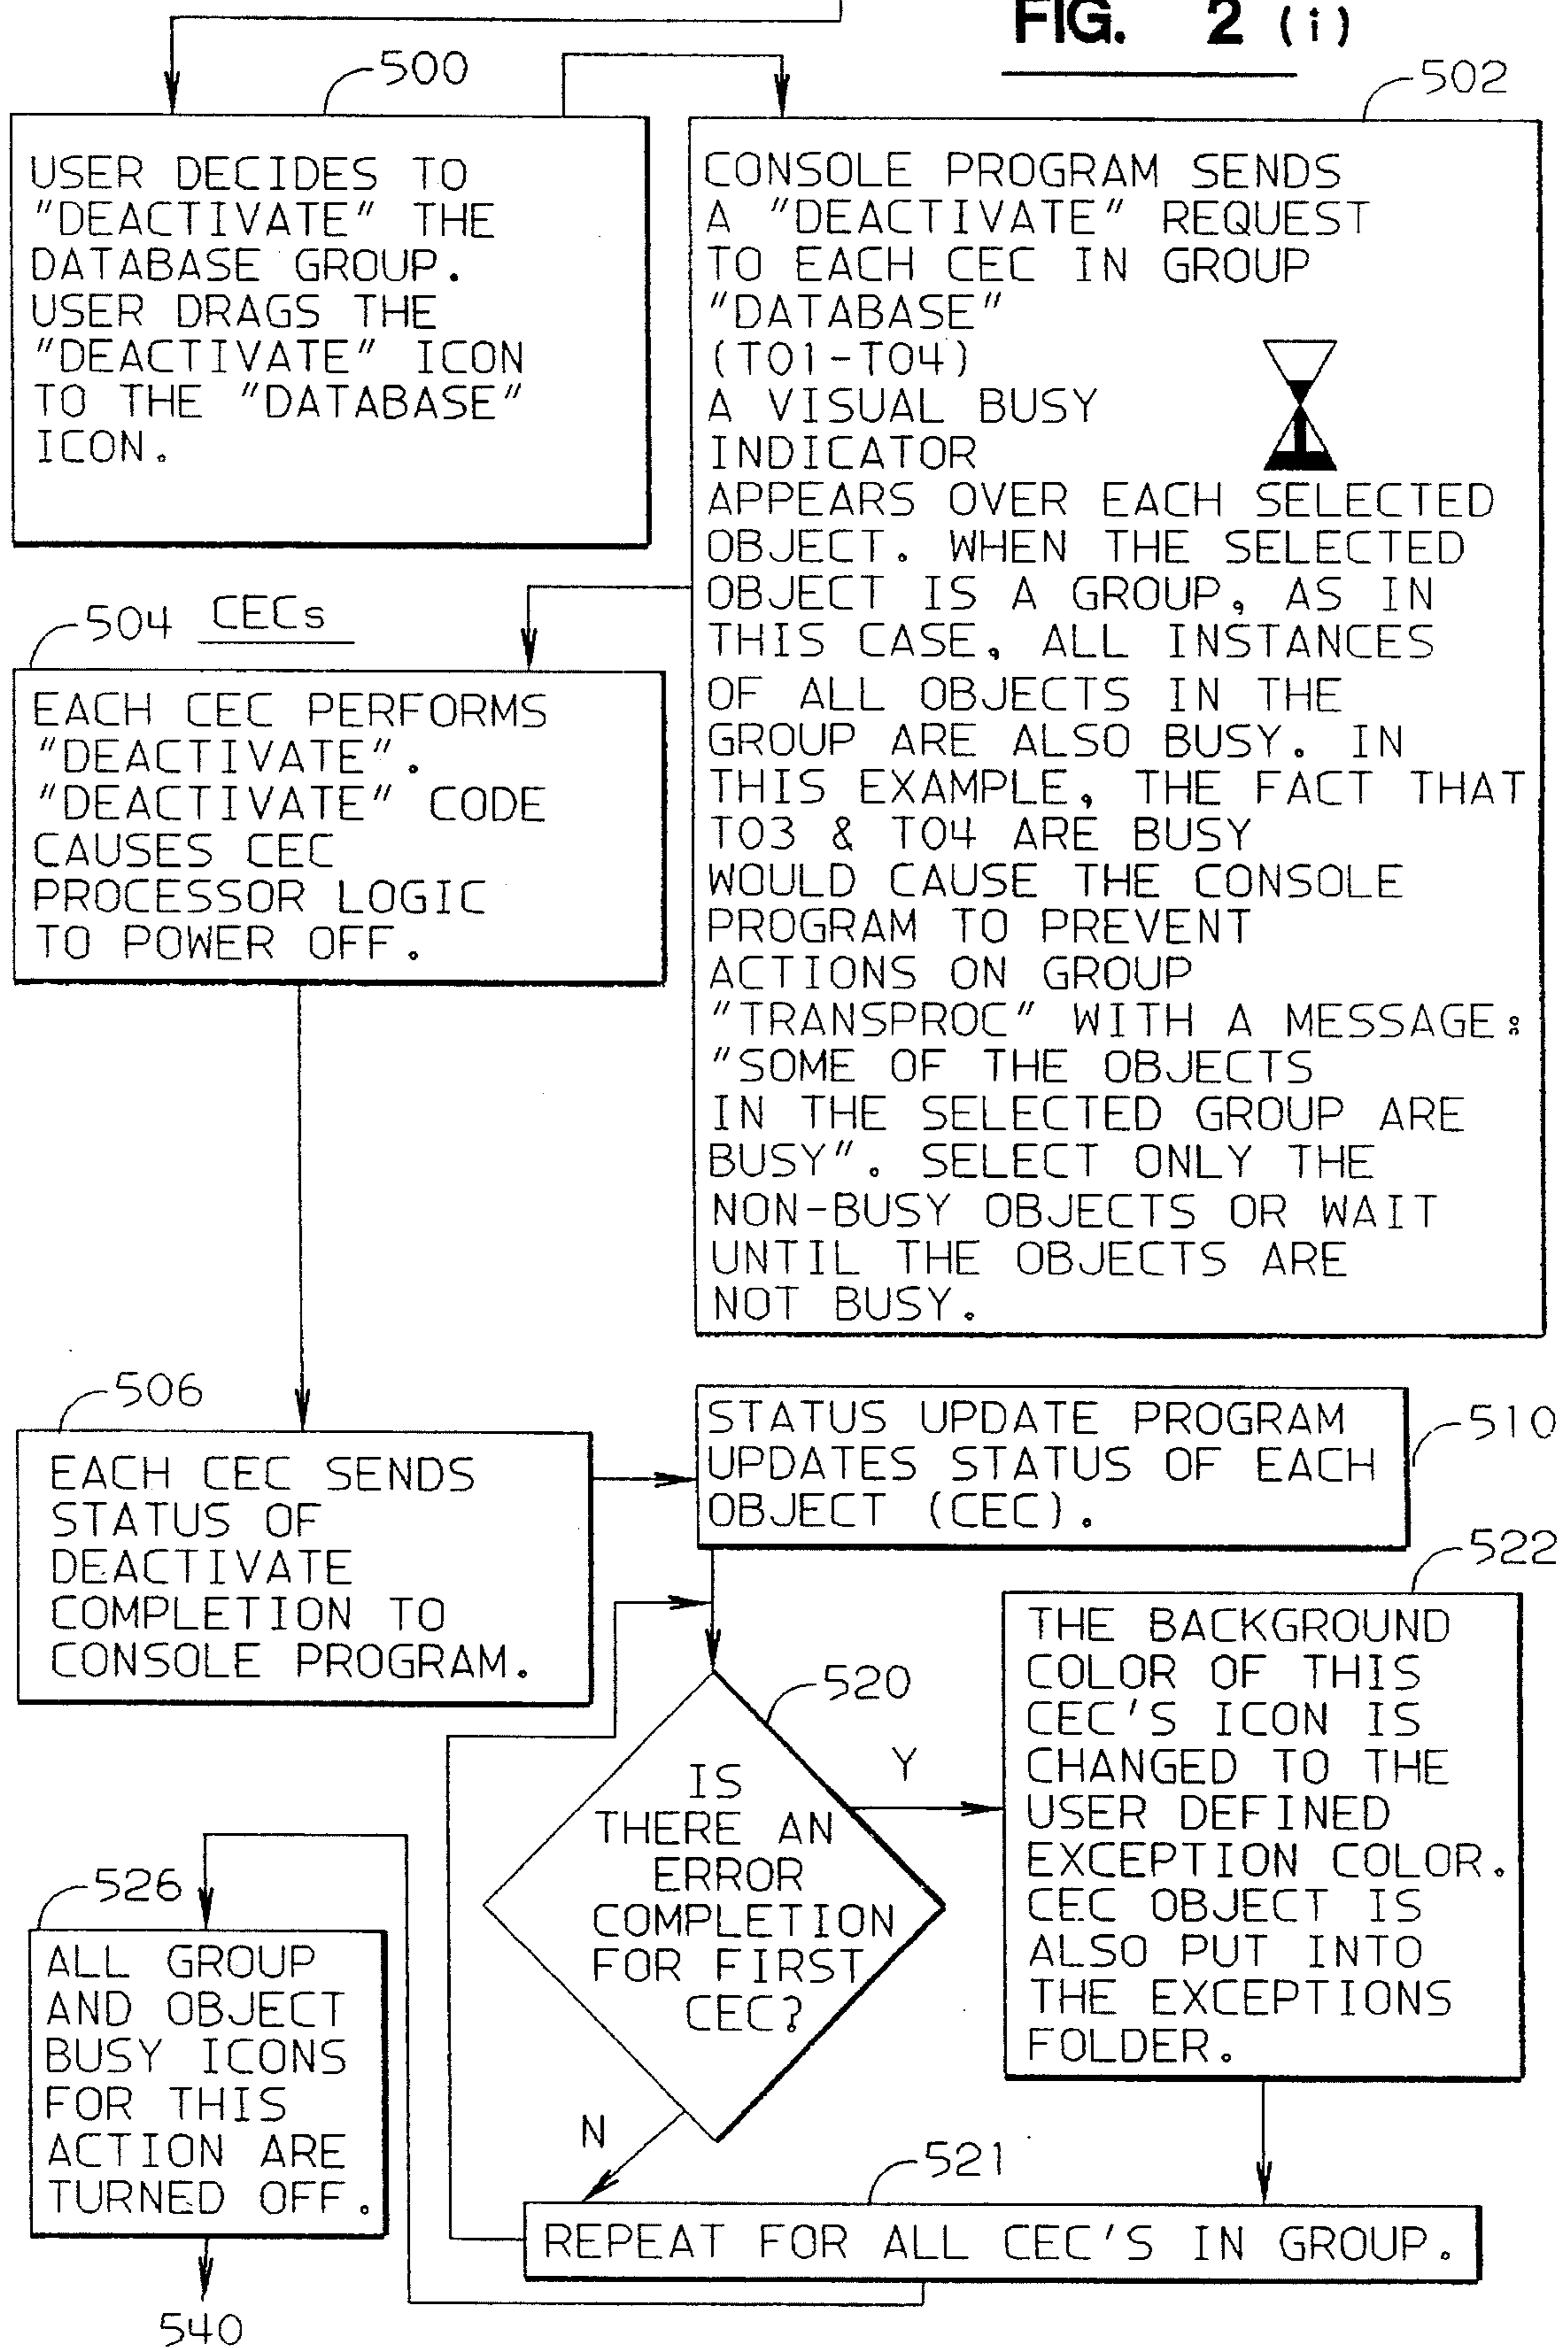 FIG. 2 (i)
500
USER DECIDES TO
"DEACTIVATE" THE
DATABASE GROUP.
USER DRAGS THE
"DEACTIVATE" ICON
TO THE "DATABASE"
ICON.
502
CONSOLE PROGRAM SENDS
A "DEACTIVATE" REQUEST
TO EACH CEC IN GROUP
"DATABASE"
(T01-T04)
A VISUAL BUSY
INDICATOR
APPEARS OVER EACH SELECTED
OBJECT. WHEN THE SELECTED
OBJECT IS A GROUP, AS IN
THIS CASE, ALL INSTANCES
OF ALL OBJECTS IN THE
GROUP ARE ALSO BUSY. IN
THIS EXAMPLE, THE FACT THAT
T03 & T04 ARE BUSY
WOULD CAUSE THE CONSOLE
PROGRAM TO PREVENT
ACTIONS ON GROUP
"TRANSPROC" WITH A MESSAGE:
"SOME OF THE OBJECTS
IN THE SELECTED GROUP ARE
BUSY". SELECT ONLY THE
NON-BUSY OBJECTS OR WAIT
UNTIL THE OBJECTS ARE
NOT BUSY.
504 CECs
EACH CEC PERFORMS
"DEACTIVATE".
"DEACTIVATE" CODE
CAUSES CEC
PROCESSOR LOGIC
TO POWER OFF.
506
EACH CEC SENDS
STATUS OF
DEACTIVATE
COMPLETION TO
CONSOLE PROGRAM.
510
STATUS UPDATE PROGRAM
UPDATES STATUS OF EACH
OBJECT (CEC).
520
IS
THERE AN
ERROR
COMPLETION
FOR FIRST
CEC?
Y
N
522
THE BACKGROUND
COLOR OF THIS
CEC'S ICON IS
CHANGED TO THE
USER DEFINED
EXCEPTION COLOR.
CEC OBJECT IS
ALSO PUT INTO
THE EXCEPTIONS
FOLDER.
521
REPEAT FOR ALL CEC'S IN GROUP.
526
ALL GROUP
AND OBJECT
BUSY ICONS
FOR THIS
ACTION ARE
TURNED OFF.
540